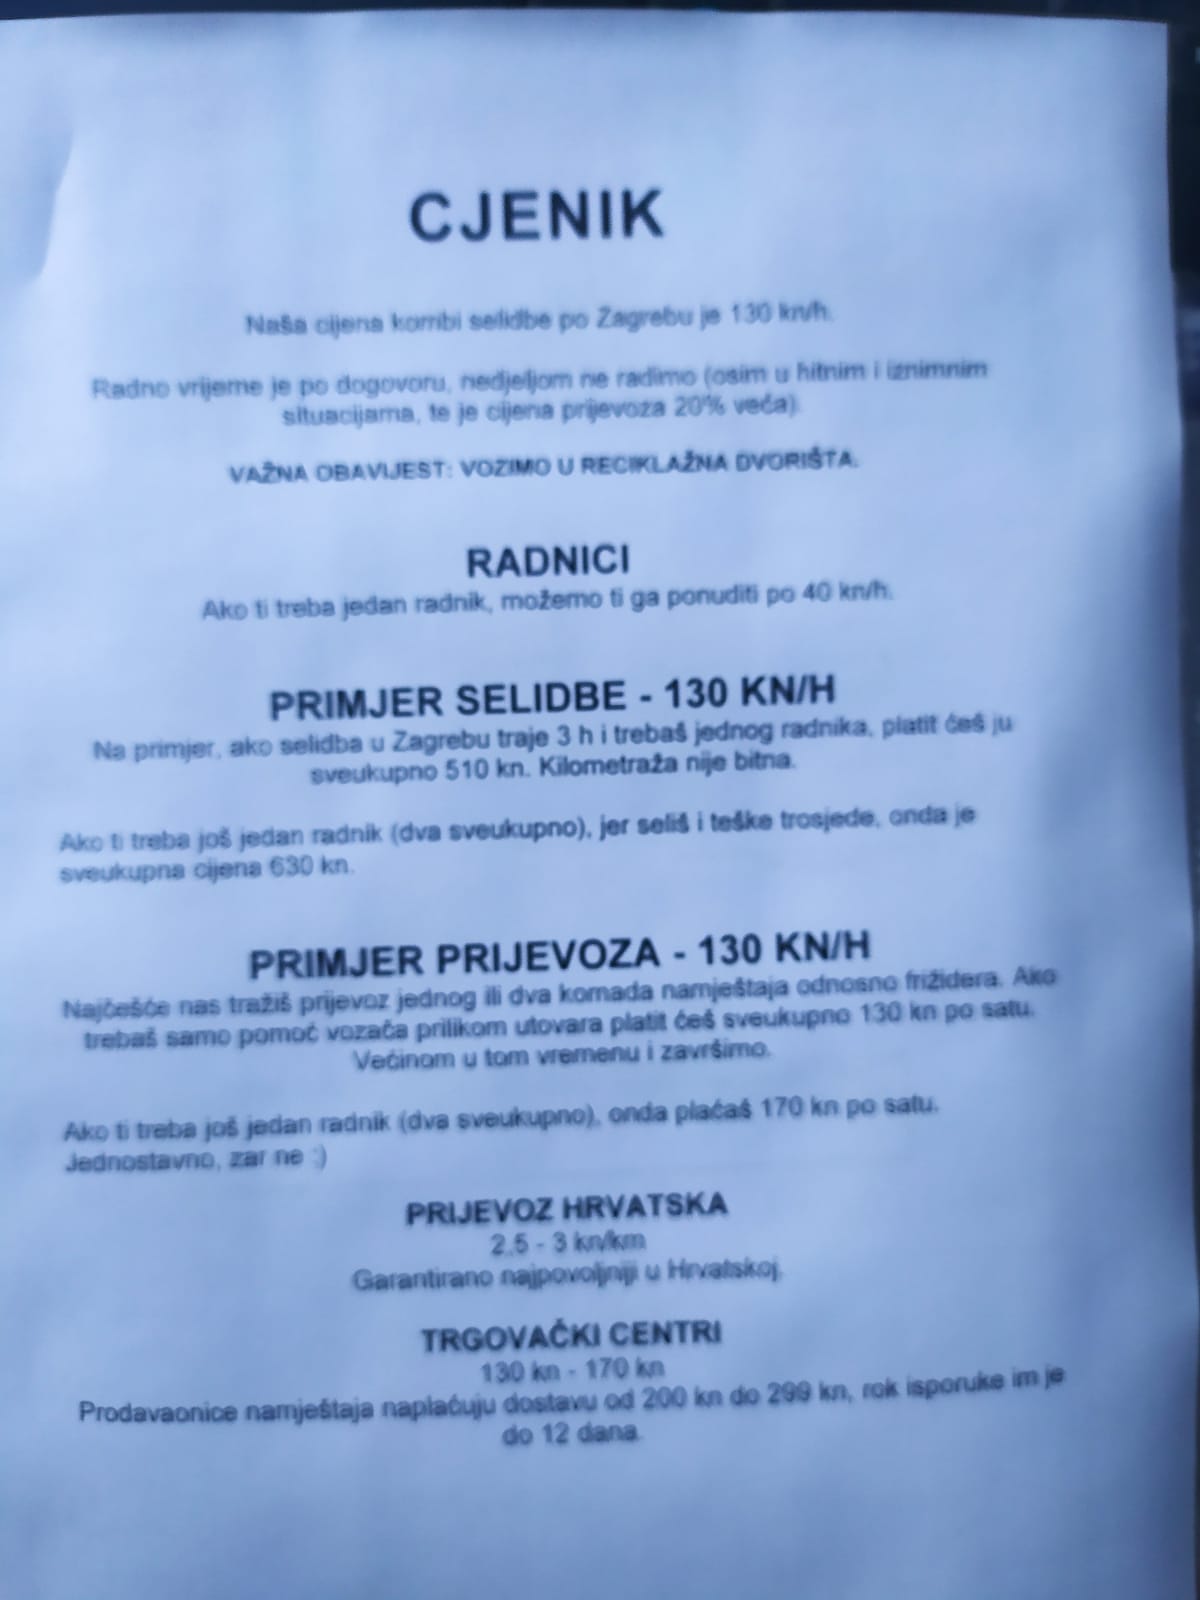 CJENIK
Naša cijena kombi selidbe po Zagrebu je 130 kn/h.
Radno vrijeme je po dogovoru, nedjeljom ne radimo (osim u hitnim i iznimnim
situacijama, te je cijena prijevoza 20% veća).
VAŽNA OBAVIJEST: VOZIMO U RECIKLAŽNA DVORIŠTA.
RADNICI
Ako ti treba jedan radnik, možemo ti ga ponuditi po 40 kn/h.
PRIMJER SELIDBE - 130 KN/H
Na primjer, ako selidba u Zagrebu traje 3 h i trebaš jednog radnika, platit ćeš ju
sveukupno 510 kn. Kilometraža nije bitna.
Ako ti treba još jedan radnik (dva sveukupno), jer seliš i teške trosjede, onda je
sveukupna cijena 630 kn.
PRIMJER PRIJEVOZA - 130 KN/H
Najčešće nas tražiš prijevoz jednog ili dva komada namještaja odnosno frižidera. Ako
trebaš samo pomoć vozača prilikom utovara platit ćeš sveukupno 130 kn po satu.
Većinom u tom vremenu i završimo.
Ako ti treba još jedan radnik (dva sveukupno), onda plaćaš 170 kn po satu.
Jednostavno, zar ne :)
PRIJEVOZ HRVATSKA
2,5 - 3 kn/km
Garantirano najpovoljniji u Hrvatskoj.
TRGOVAČKI CENTRI
130 kn - 170 kn
Prodavaonice namještaja naplaćuju dostavu od 200 kn do 299 kn, rok isporuke im je
do 12 dana.